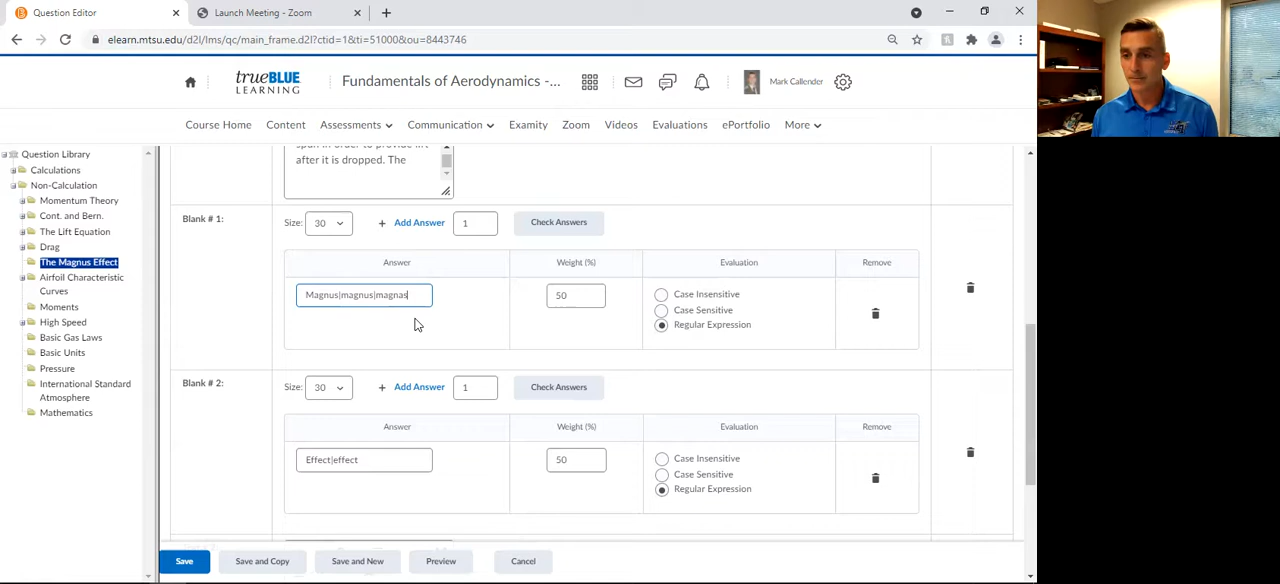 Question Editor
Launch Meeting - Zoom
elearn.mtsu.edu/d2l/lms/qc/main_frame.d2l?ctid=1&ti=51000&ou=8443746
trueBLUE
LEARNING
Fundamentals of Aerodynamics -...
Mark Callender
Course Home Content Assessments Communication Examity Zoom Videos Evaluations ePortfolio More
Question Library
Calculations
Non-Calculation
Momentum Theory
Cont. and Bern.
The Lift Equation
Drag
The Magnus Effect
Airfoil Characteristic
Curves
Moments
High Speed
Basic Gas Laws
Basic Units
Pressure
International Standard
Atmosphere
Mathematics
span in order to provide lift
after it is dropped. The
Blank # 1: Size: 30 + Add Answer 1 Check Answers
Answer Weight (%) Evaluation Remove
Magnus|magnus|magnas 50
Case Insensitive
Case Sensitive
Regular Expression
Blank # 2: Size: 30 + Add Answer 1 Check Answers
Answer Weight (%) Evaluation Remove
Effect|effect 50
Case Insensitive
Case Sensitive
Regular Expression
Save Save and Copy Save and New Preview Cancel